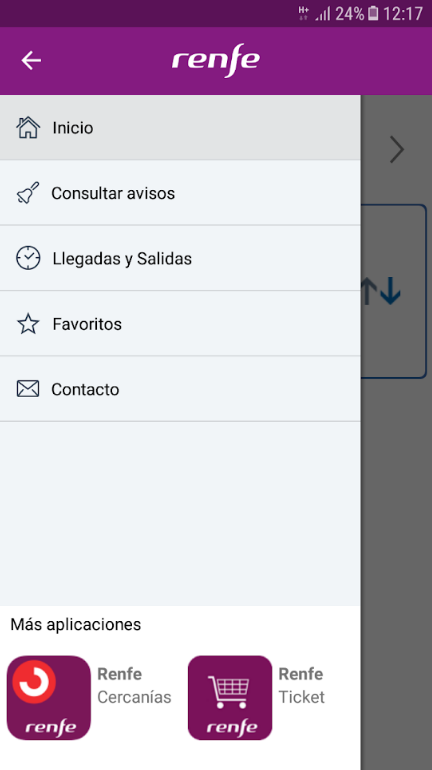 H+ 24% 12:17
renfe
Inicio
Consultar avisos
Llegadas y Salidas
Favoritos
Contacto
Más aplicaciones
renfe
Renfe
Cercanías
renfe
Renfe
Ticket